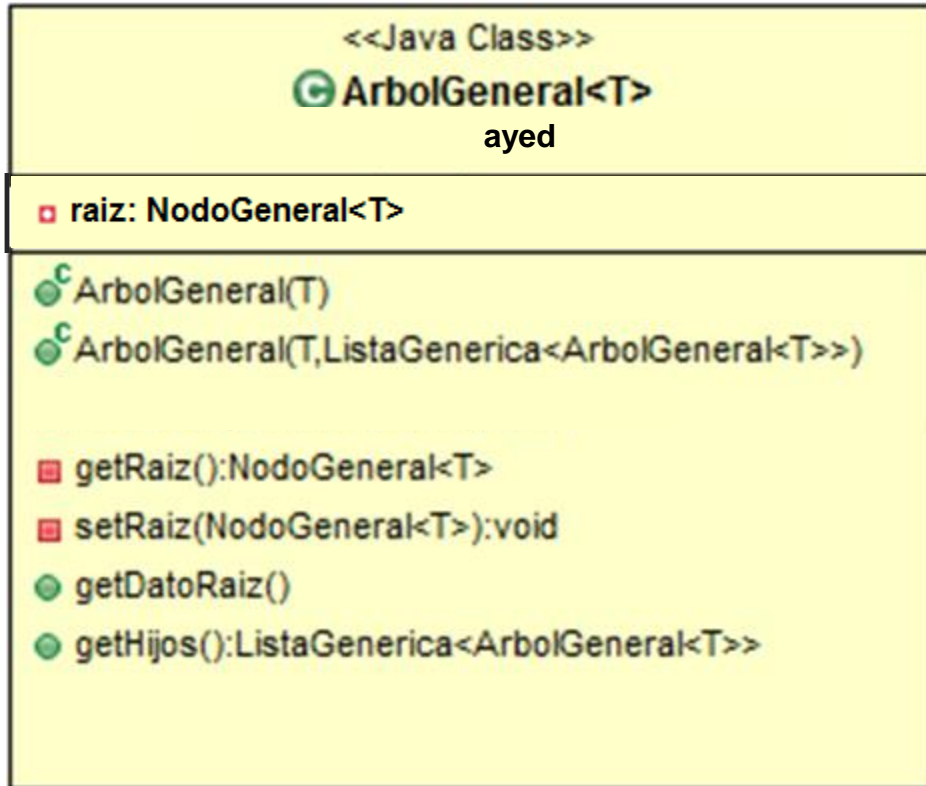 <<Java Class>>
C ArbolGeneral<T>
ayed
raiz: NodoGeneral<T>
C ArbolGeneral(T)
C ArbolGeneral(T,ListaGenerica<ArbolGeneral<T>>)
getRaiz():NodoGeneral<T>
setRaiz(NodoGeneral<T>):void
getDatoRaiz()
getHijos():ListaGenerica<ArbolGeneral<T>>